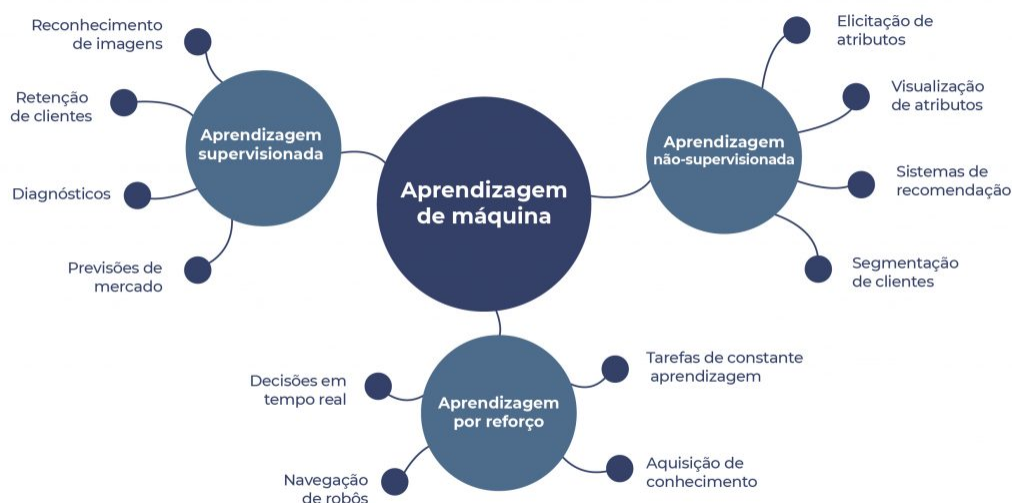 Aprendizagem
de máquina
Aprendizagem
supervisionada
Reconhecimento
de imagens
Retenção
de clientes
Diagnósticos
Previsões de
mercado
Aprendizagem
não-supervisionada
Elicitação de
atributos
Visualização
de atributos
Sistemas de
recomendação
Segmentação
de clientes
Aprendizagem
por reforço
Decisões em
tempo real
Navegação
de robôs
Tarefas de constante
aprendizagem
Aquisição de
conhecimento